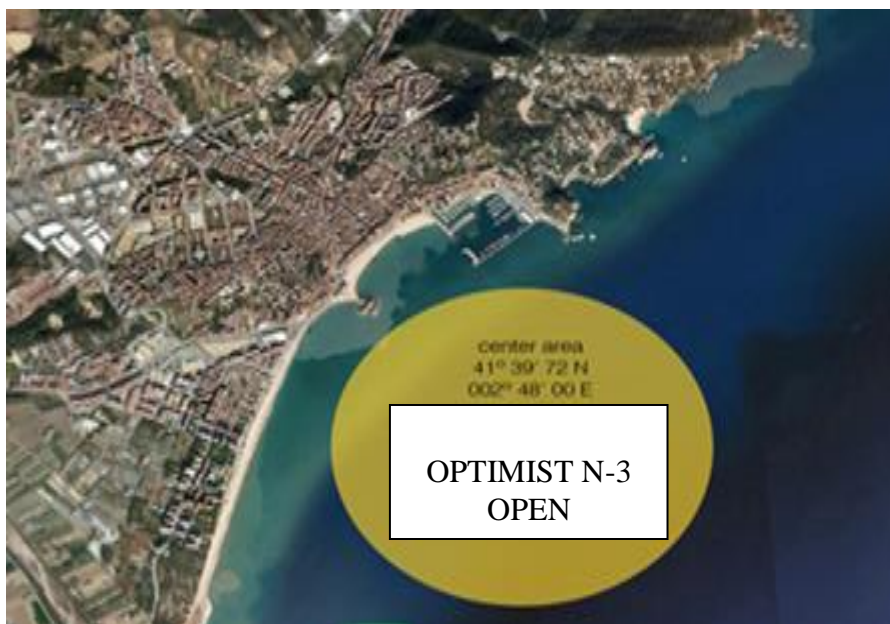 center area
41º 39' 72 N
002º 48' 00 E
OPTIMIST N-3
OPEN